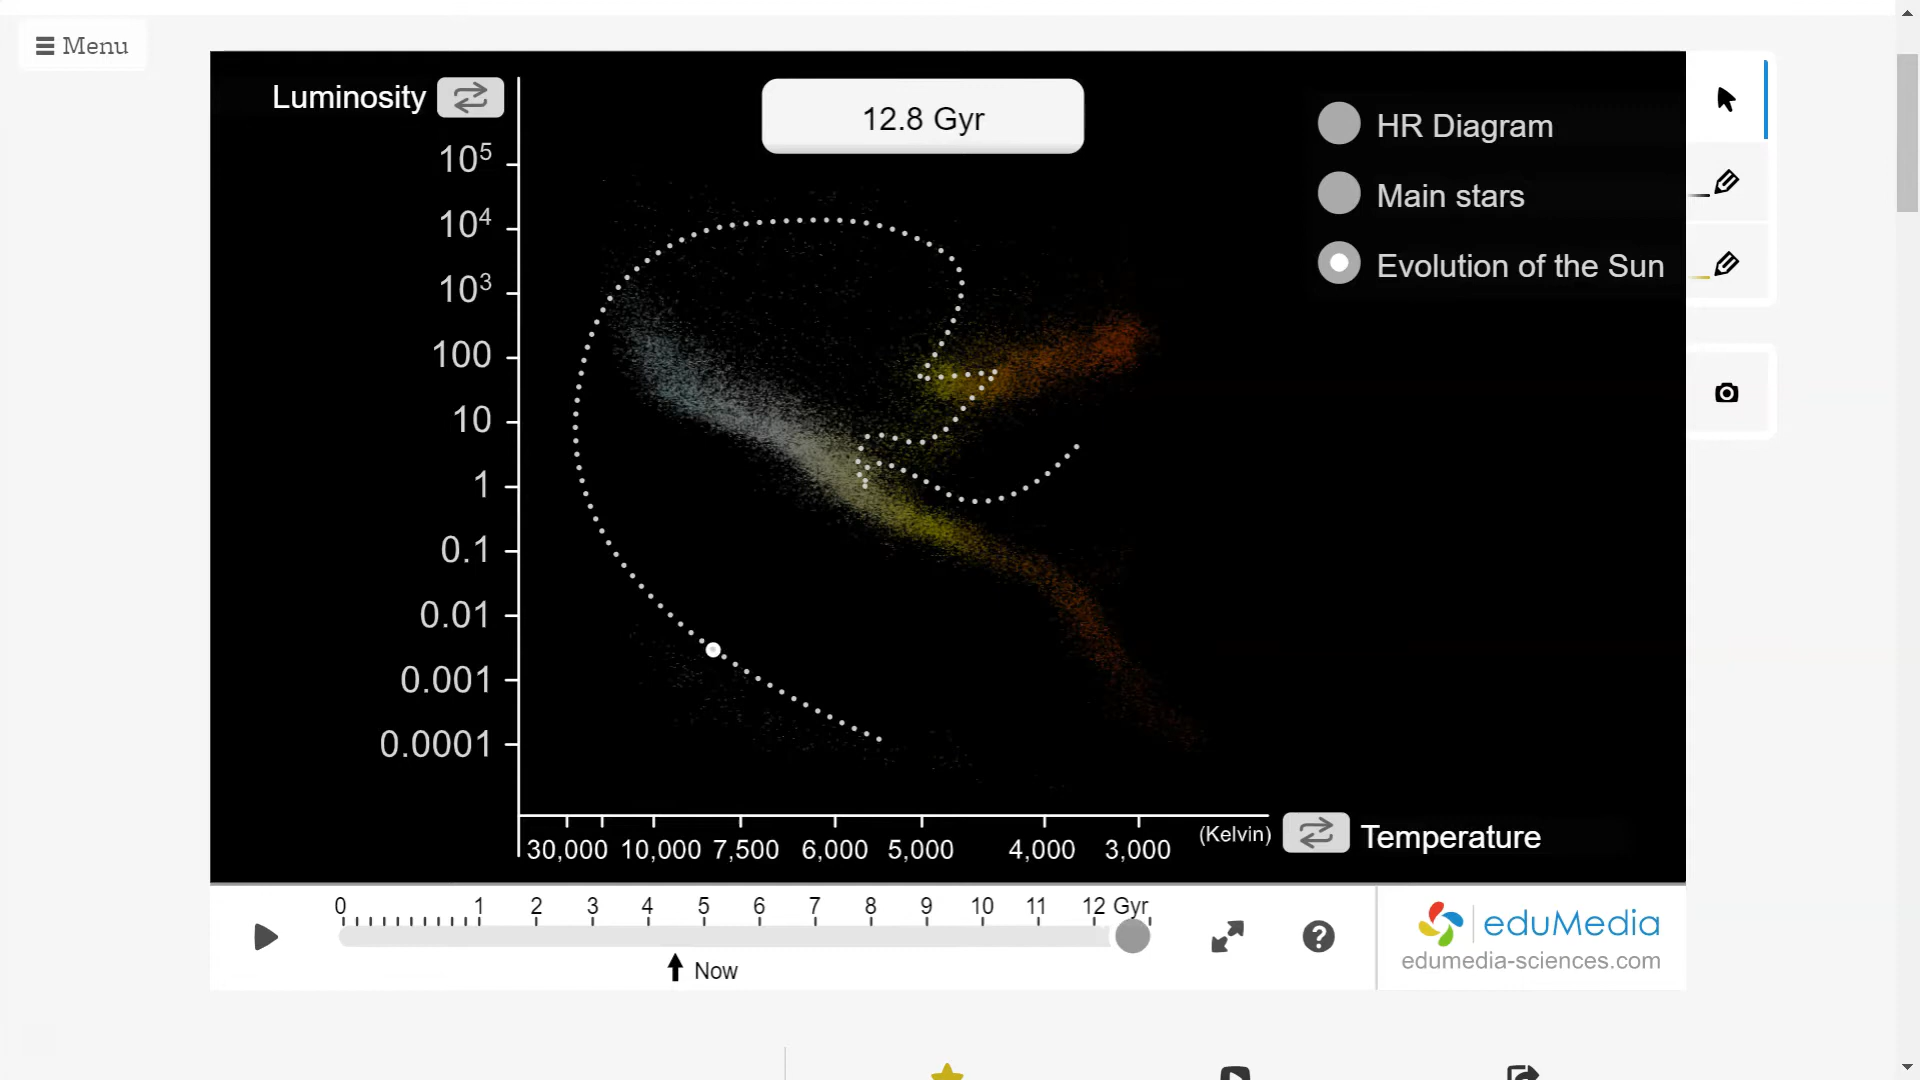 Menu
Luminosity
12.8 Gyr
HR Diagram
Main stars
Evolution of the Sun
10⁵
10⁴
10³
100
10
1
0.1
0.01
0.001
0.0001
30,000 10,000 7,500 6,000 5,000 4,000 3,000
(Kelvin)
Temperature
0 1 2 3 4 5 6 7 8 9 10 11 12 Gyr
Now
eduMedia
edumedia-sciences.com